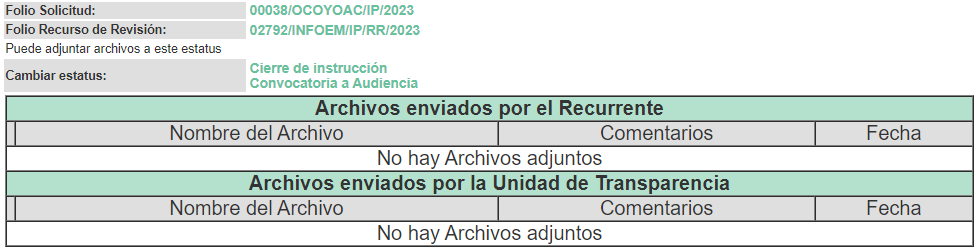 Folio Solicitud: 00038/OCOYOAC/IP/2023
Folio Recurso de Revisión: 02792/INFOEM/IP/RR/2023
Puede adjuntar archivos a este estatus
Cambiar estatus: Cierre de instrucción
Convocatoria a Audiencia
Archivos enviados por el Recurrente
Nombre del Archivo Comentarios Fecha
No hay Archivos adjuntos
Archivos enviados por la Unidad de Transparencia
Nombre del Archivo Comentarios Fecha
No hay Archivos adjuntos